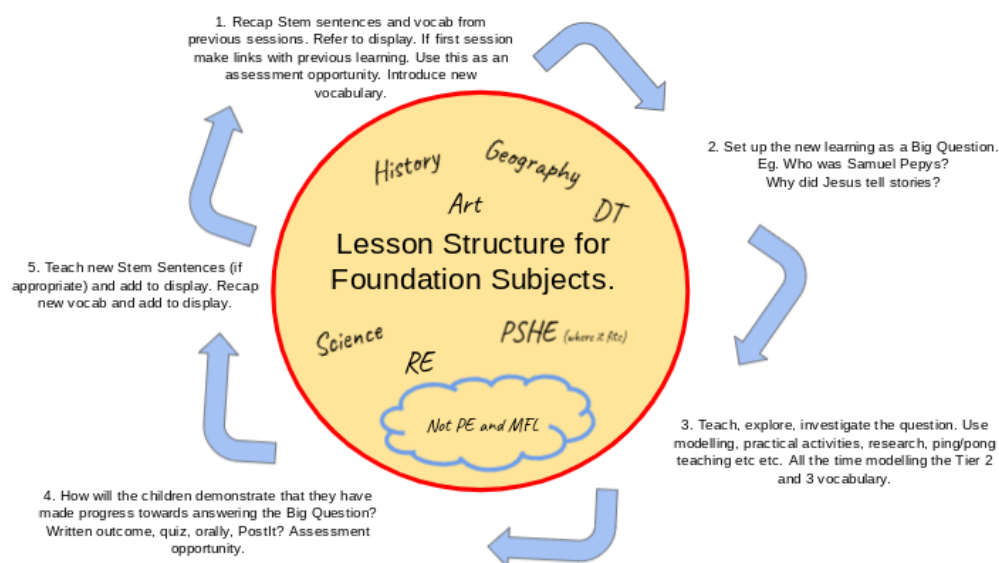 1. Recap Stem sentences and vocab from
previous sessions. Refer to display. If first session
make links with previous learning. Use this as an
assessment opportunity. Introduce new
vocabulary.
2. Set up the new learning as a Big Question.
Eg. Who was Samuel Pepys?
Why did Jesus tell stories?
3. Teach, explore, investigate the question. Use
modelling, practical activities, research, ping/pong
teaching etc etc. All the time modelling the Tier 2
and 3 vocabulary.
4. How will the children demonstrate that they have
made progress towards answering the Big Question?
Written outcome, quiz, orally, PostIt? Assessment
opportunity.
5. Teach new Stem Sentences (if
appropriate) and add to display. Recap
new vocab and add to display.
History
Geography
Art
DT
Lesson Structure for
Foundation Subjects.
Science
PSHE (where it fits)
RE
Not PE and MFL